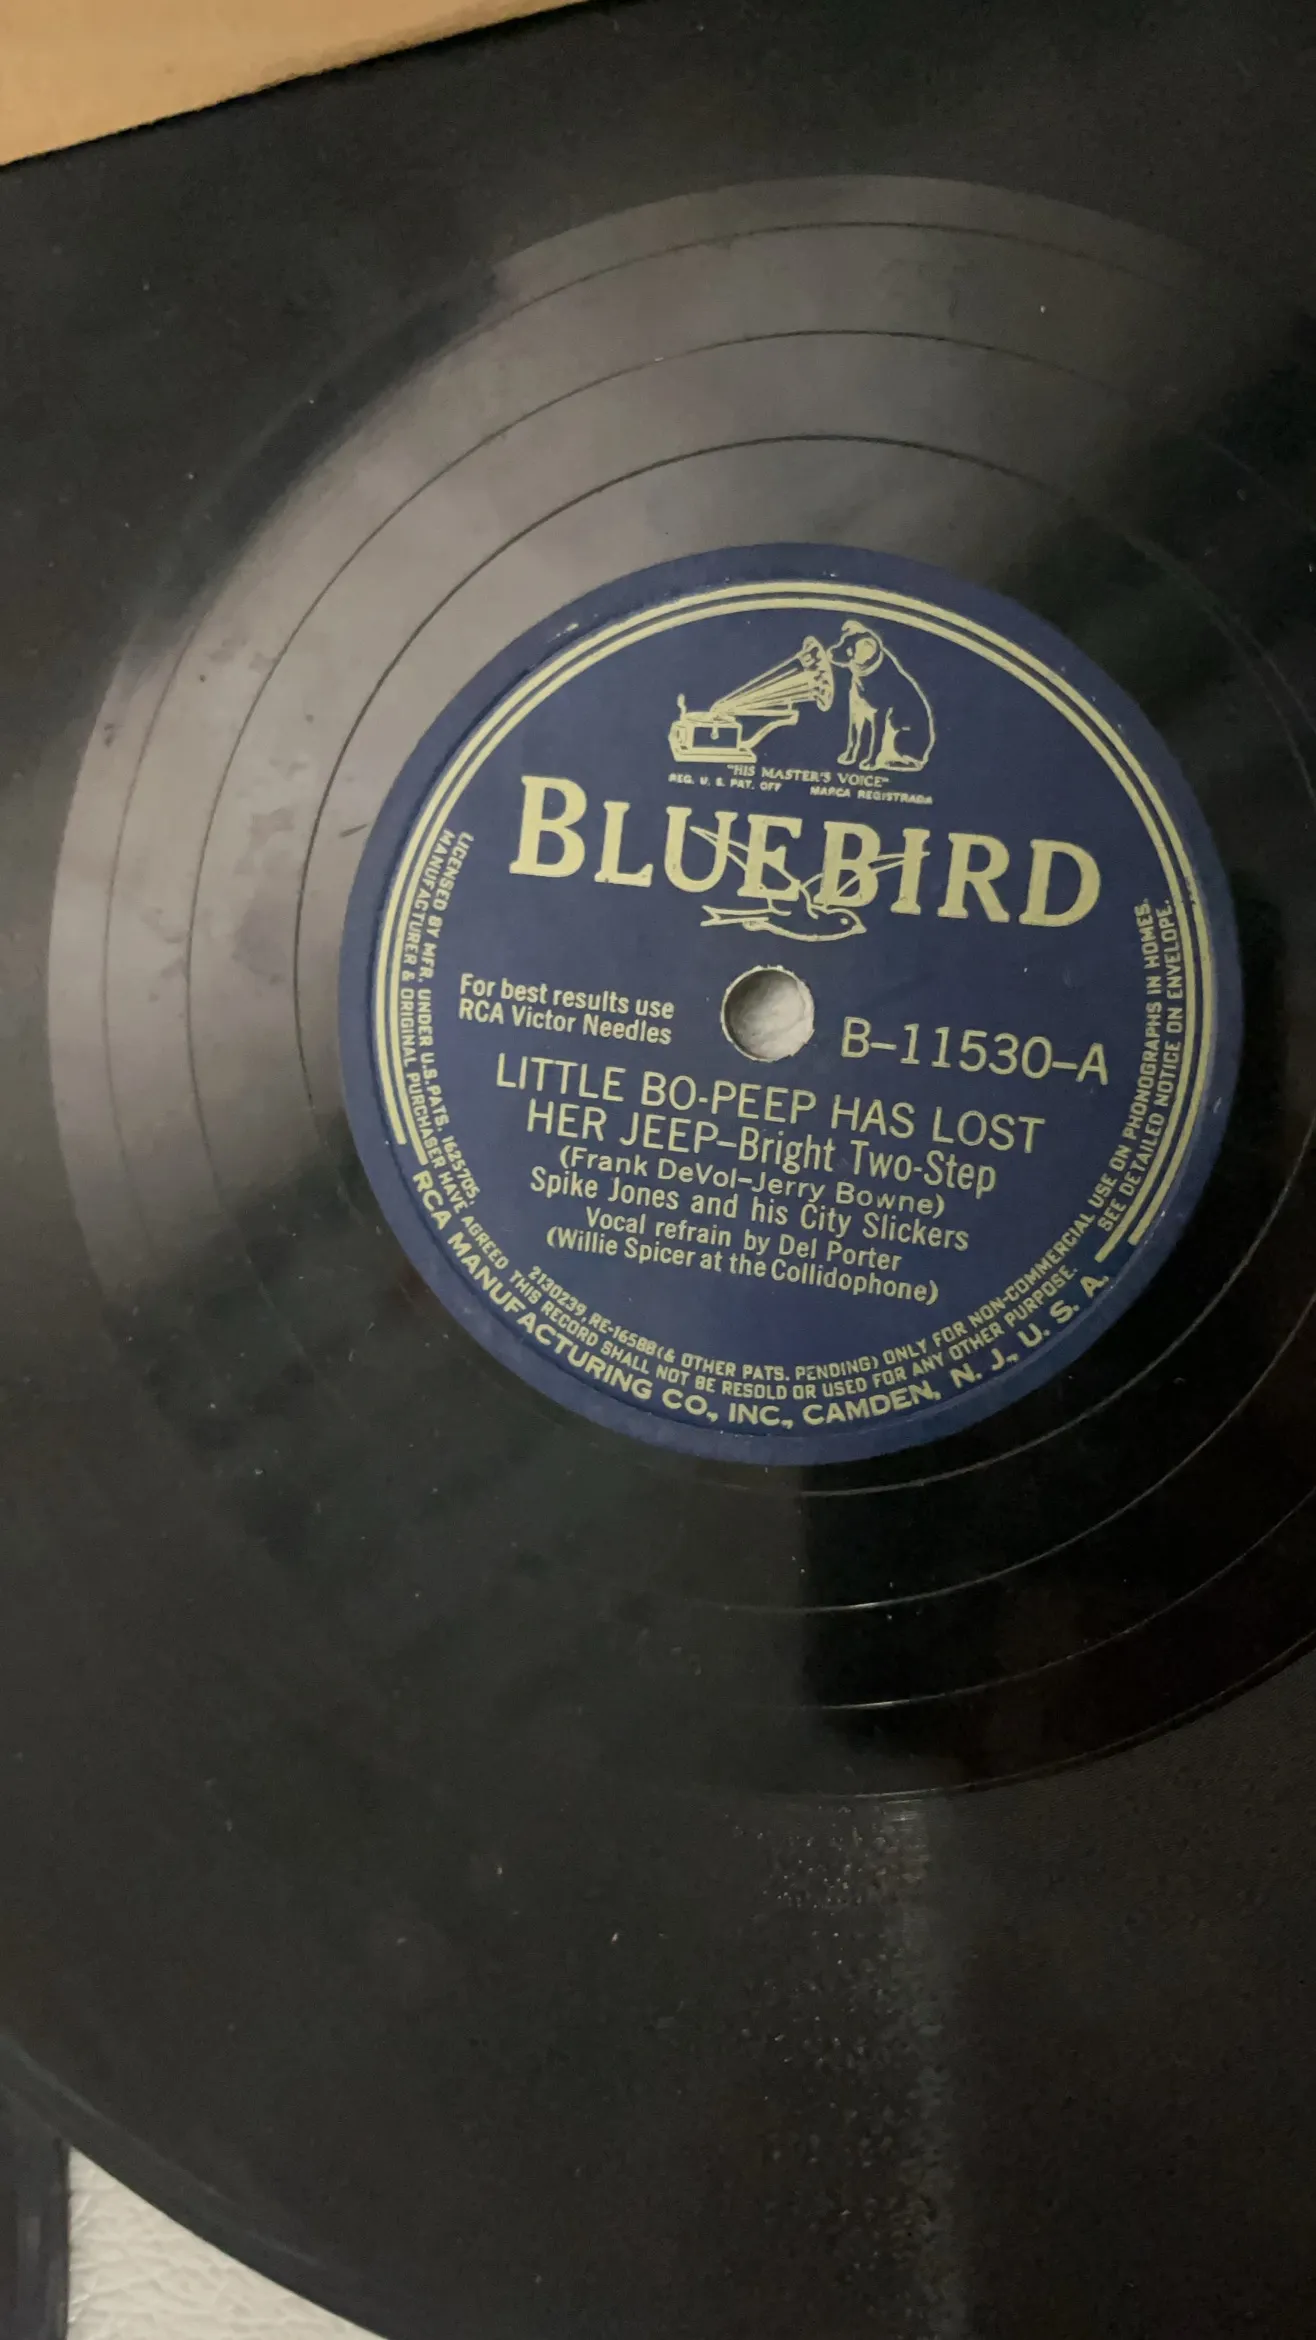 "HIS MASTER'S VOICE"
REG. U. S. PAT. OFF MARCA REGISTRADA
BLUEBIRD
For best results use
RCA Victor Needles
B-11530-A
LITTLE BO-PEEP HAS LOST
HER JEEP-Bright Two-Step
(Frank DeVol-Jerry Bowne)
Spike Jones and his City Slickers
Vocal refrain by Del Porter
(Willie Spicer at the Collidophone)
LICENSED BY MFR. UNDER U.S.PATS. 1625705, 2130239, RE-16588 (& OTHER PATS. PENDING) ONLY FOR NON-COMMERCIAL USE ON PHONOGRAPHS IN HOMES.
MANUFACTURER & ORIGINAL PURCHASER HAVE AGREED THIS RECORD SHALL NOT BE RESOLD OR USED FOR ANY OTHER PURPOSE. SEE DETAILED NOTICE ON ENVELOPE.
RCA MANUFACTURING CO., INC., CAMDEN, N. J., U. S. A.